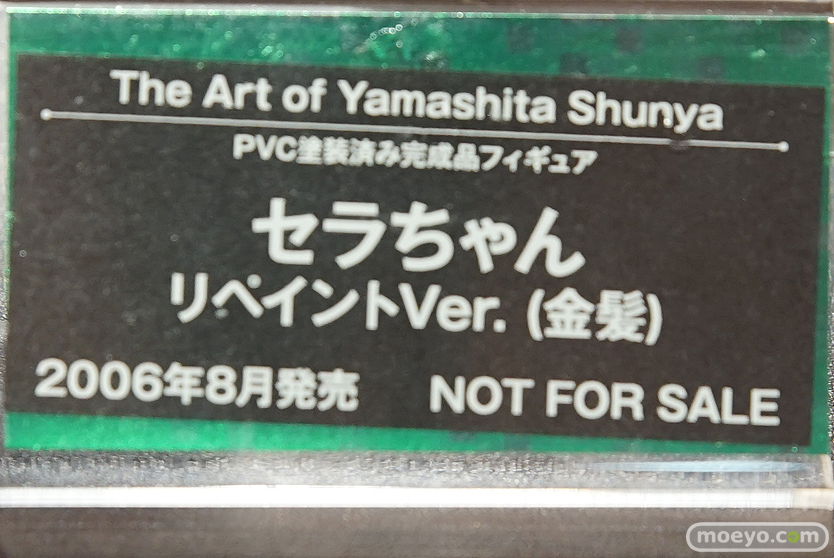 The Art of Yamashita Shunya
PVC塗装済み完成品フィギュア
セラちゃん
リペイントVer. (金髪)
2006年8月発売 NOT FOR SALE
moeyo.com